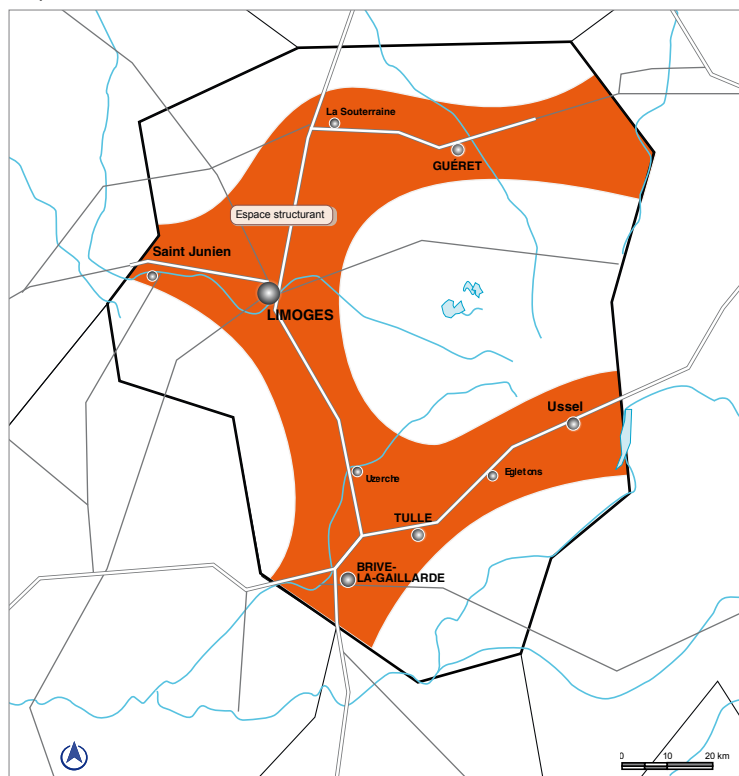 La Souterraine
GUÉRET
Espace structurant
Saint Junien
LIMOGES
Ussel
Uzerche
Egletons
TULLE
BRIVE-
LA-GAILLARDE
0 10 20 km